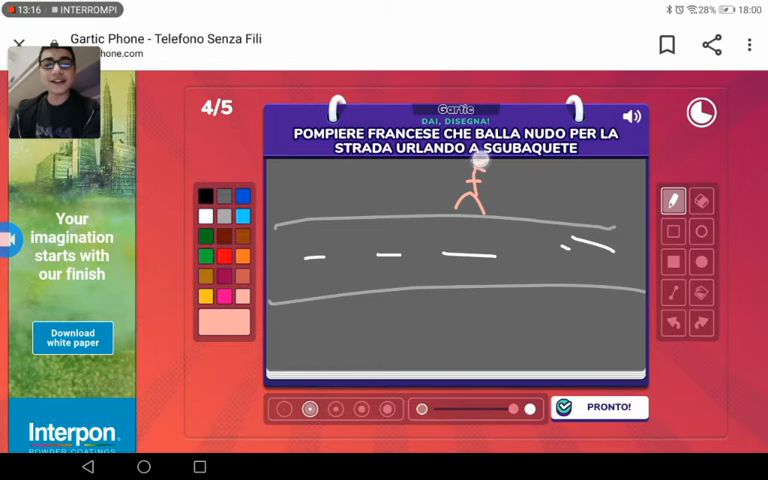 13:16 INTERROMPI 28% 18:00
Gartic Phone - Telefono Senza Fili
hone.com
4/5
Gartic
DAI, DISEGNA!
POMPIERE FRANCESE CHE BALLA NUDO PER LA
STRADA URLANDO A SGUBAQUETE
Your
imagination
starts with
our finish
Download
white paper
Interpon.
POWDER COATINGS
PRONTO!